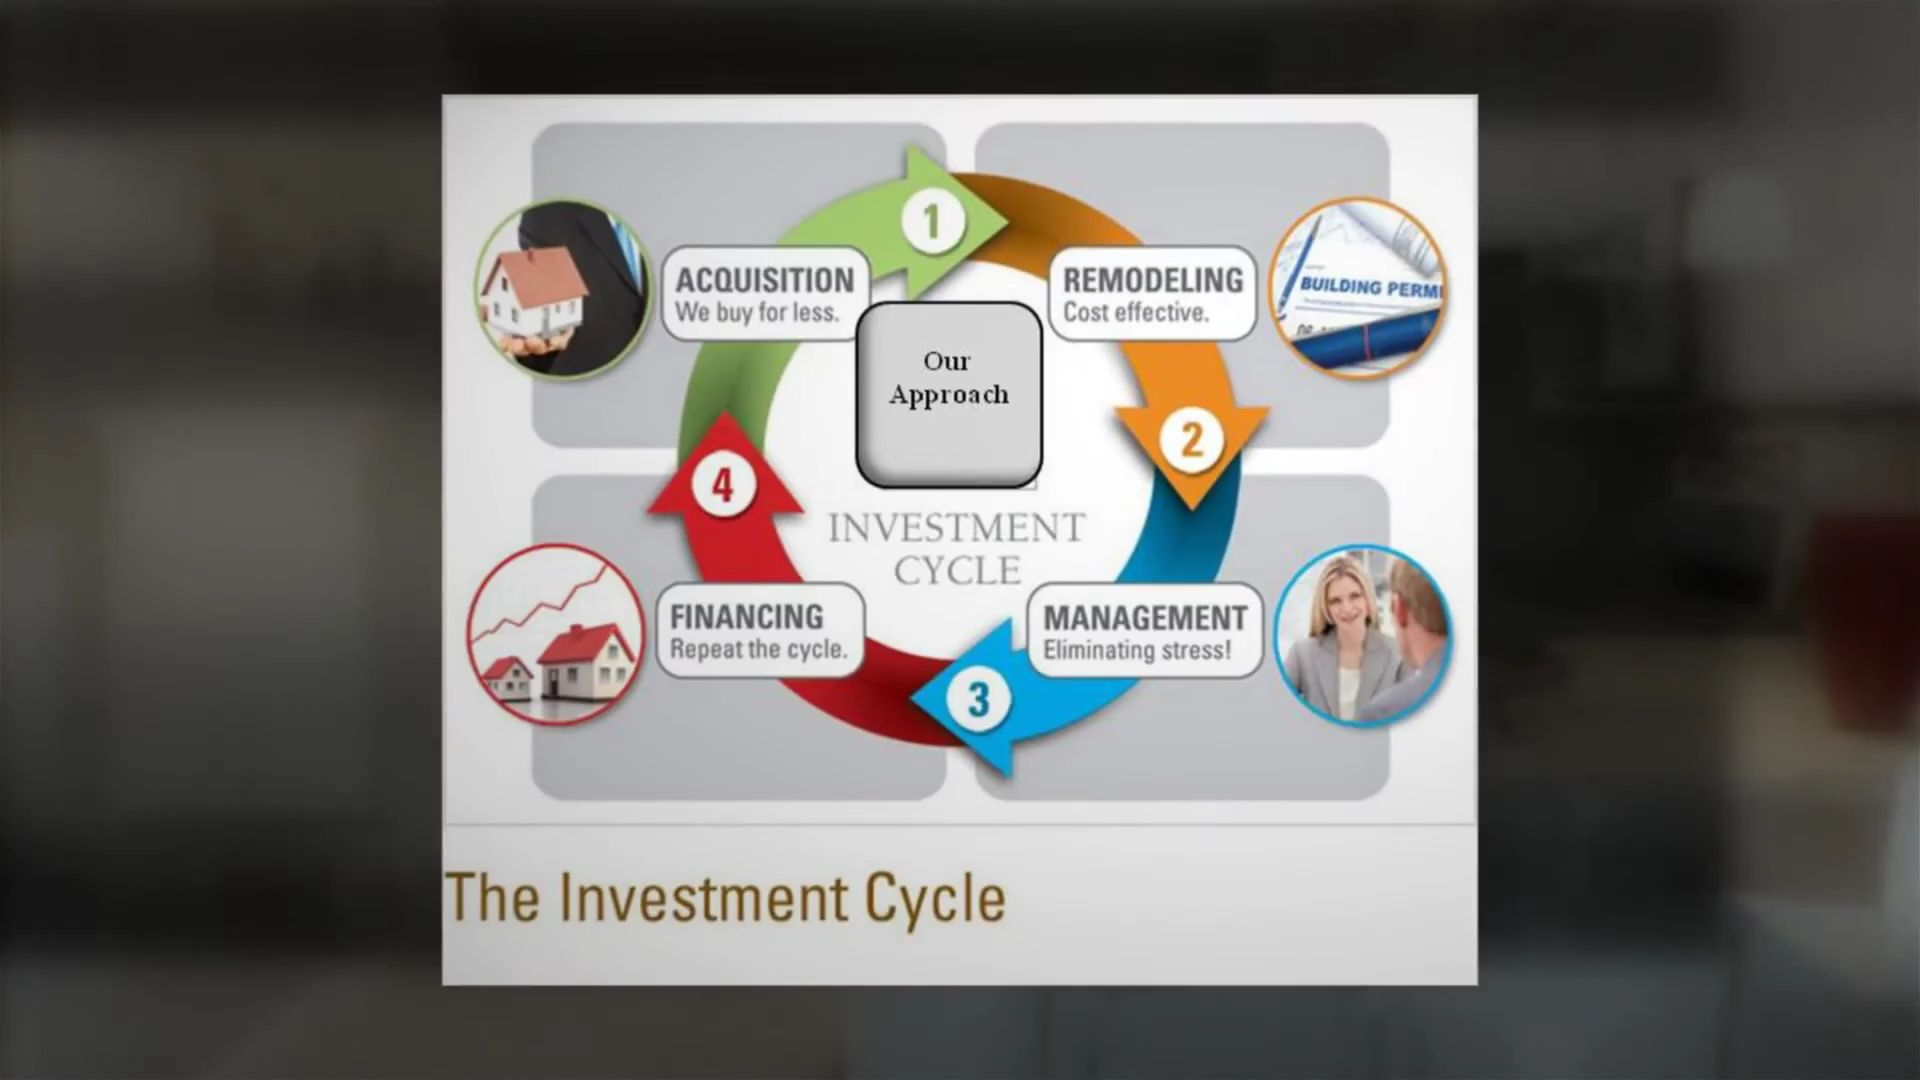 1
ACQUISITION
We buy for less.
REMODELING
Cost effective.
BUILDING
Our
Approach
2
4
INVESTMENT
CYCLE
FINANCING
Repeat the cycle.
MANAGEMENT
Eliminating stress!
3
The Investment Cycle